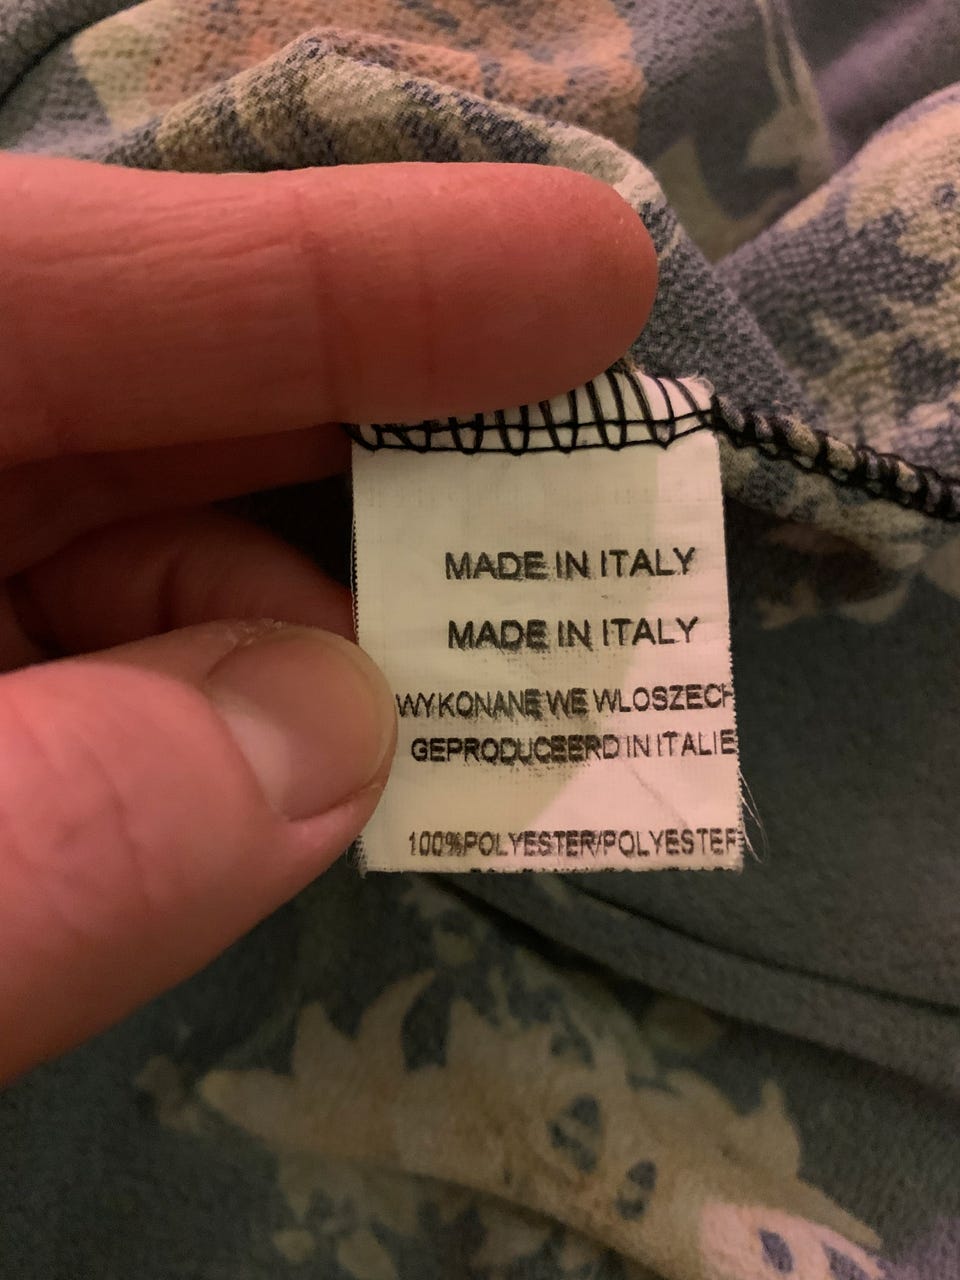 MADE IN ITALY
MADE IN ITALY
WYKONANE WE WLOSZECH
GEPRODUCEERD IN ITALIE
100%POLYESTER/POLYESTER